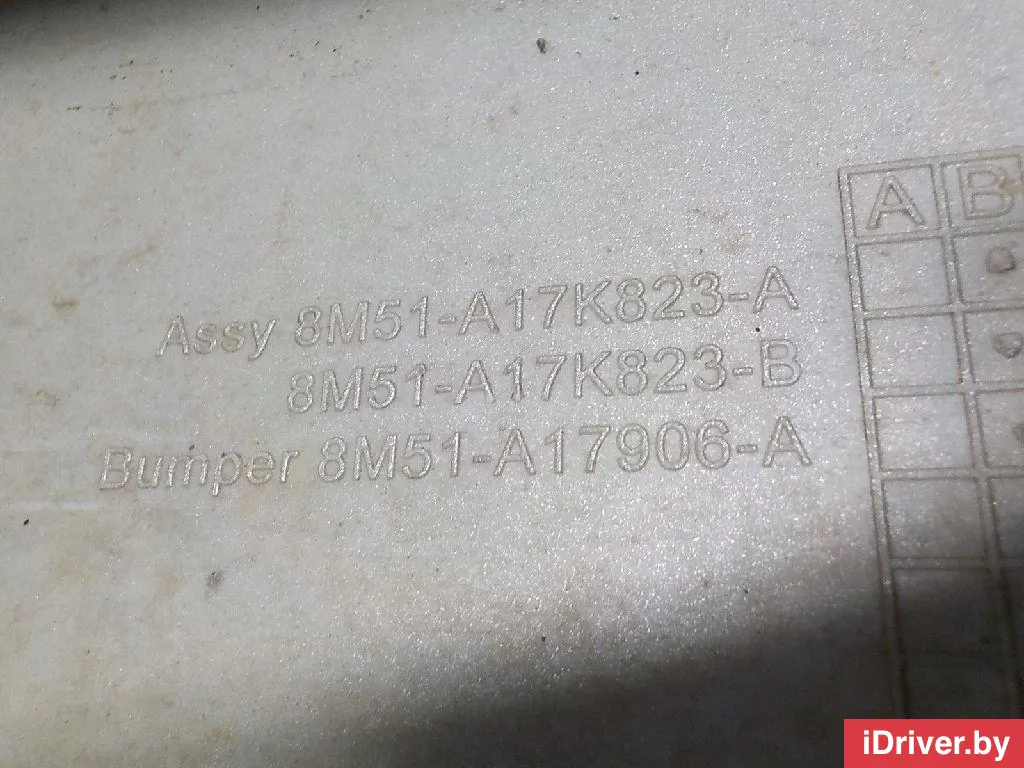 Assy 8M51-A17K823-A
8M51-A17K823-B
Bumper 8M51-A17906-A
A B
iDriver.by